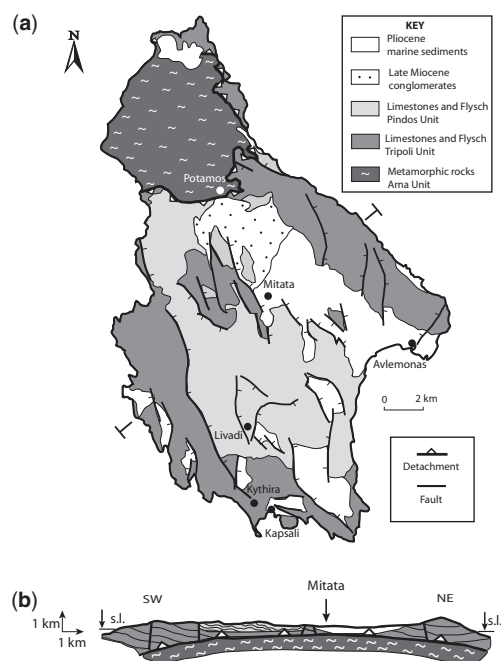 (a)
N
KEY
Pliocene
marine sediments
Late Miocene
conglomerates
Limestones and Flysch
Pindos Unit
Limestones and Flysch
Tripoli Unit
Metamorphic rocks
Arna Unit
Potamos
Mitata
Avlemonas
0 2 km
Livadi
Detachment
Fault
Kythira
Kapsali
(b)
Mitata
SW
NE
s.l.
s.l.
1 km
1 km